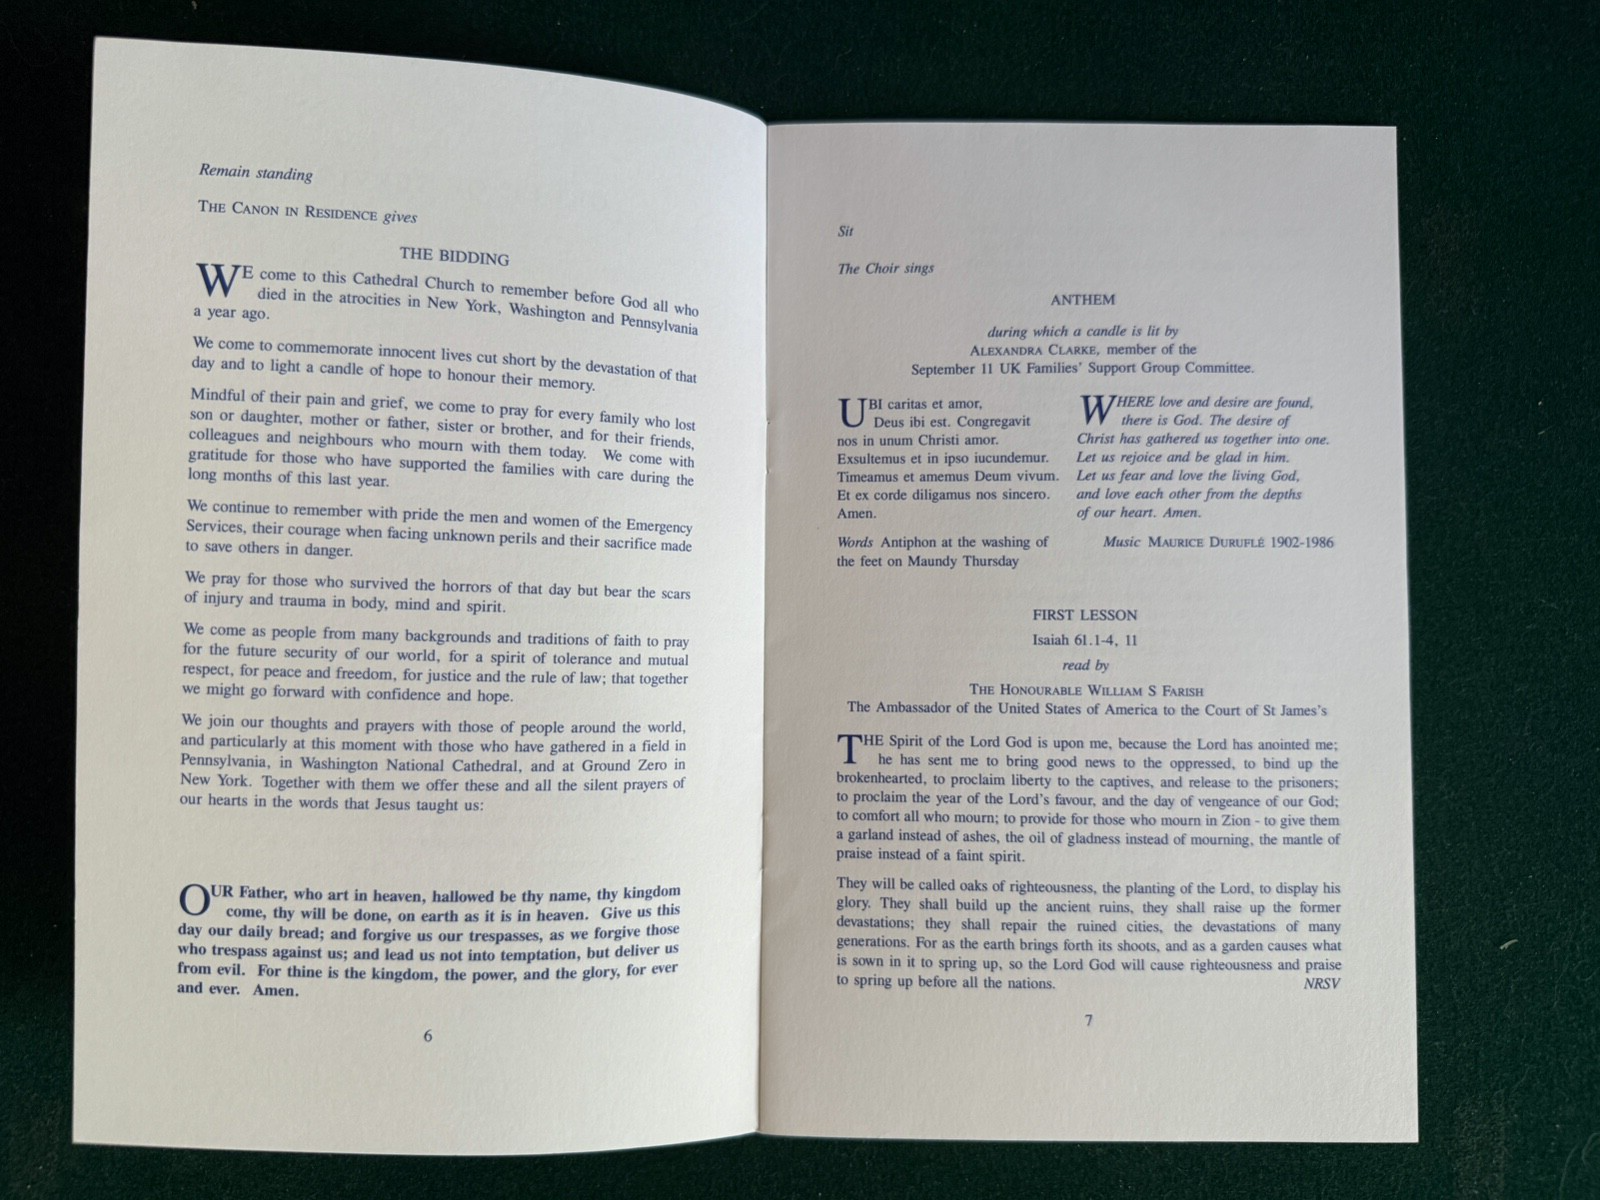 Remain standing
THE CANON IN RESIDENCE gives
THE BIDDING
WE come to this Cathedral Church to remember before God all who
died in the atrocities in New York, Washington and Pennsylvania
a year ago.
We come to commemorate innocent lives cut short by the devastation of that
day and to light a candle of hope to honour their memory.
Mindful of their pain and grief, we come to pray for every family who lost
son or daughter, mother or father, sister or brother, and for their friends,
colleagues and neighbours who mourn with them today. We come with
gratitude for those who have supported the families with care during the
long months of this last year.
We continue to remember with pride the men and women of the Emergency
Services, their courage when facing unknown perils and their sacrifice made
to save others in danger.
We pray for those who survived the horrors of that day but bear the scars
of injury and trauma in body, mind and spirit.
We come as people from many backgrounds and traditions of faith to pray
for the future security of our world, for a spirit of tolerance and mutual
respect, for peace and freedom, for justice and the rule of law; that together
we might go forward with confidence and hope.
We join our thoughts and prayers with those of people around the world,
and particularly at this moment with those who have gathered in a field in
Pennsylvania, in Washington National Cathedral, and at Ground Zero in
New York. Together with them we offer these and all the silent prayers of
our hearts in the words that Jesus taught us:
OUR Father, who art in heaven, hallowed be thy name, thy kingdom
come, thy will be done, on earth as it is in heaven. Give us this
day our daily bread; and forgive us our trespasses, as we forgive those
who trespass against us; and lead us not into temptation, but deliver us
from evil. For thine is the kingdom, the power, and the glory, for ever
and ever. Amen.
6
Sit
The Choir sings
ANTHEM
during which a candle is lit by
ALEXANDRA CLARKE, member of the
September 11 UK Families' Support Group Committee.
UBI caritas et amor,
Deus ibi est. Congregavit
nos in unum Christi amor.
Exsultemus et in ipso iucundemur.
Timeamus et amemus Deum vivum.
Et ex corde diligamus nos sincero.
Amen.
Words Antiphon at the washing of
the feet on Maundy Thursday
WHERE love and desire are found,
there is God. The desire of
Christ has gathered us together into one.
Let us rejoice and be glad in him.
Let us fear and love the living God,
and love each other from the depths
of our heart. Amen.
Music MAURICE DURUFLÉ 1902-1986
FIRST LESSON
Isaiah 61.1-4, 11
read by
THE HONOURABLE WILLIAM S FARISH
The Ambassador of the United States of America to the Court of St James's
THE Spirit of the Lord God is upon me, because the Lord has anointed me;
he has sent me to bring good news to the oppressed, to bind up the
brokenhearted, to proclaim liberty to the captives, and release to the prisoners;
to proclaim the year of the Lord's favour, and the day of vengeance of our God;
to comfort all who mourn; to provide for those who mourn in Zion - to give them
a garland instead of ashes, the oil of gladness instead of mourning, the mantle of
praise instead of a faint spirit.
They will be called oaks of righteousness, the planting of the Lord, to display his
glory. They shall build up the ancient ruins, they shall raise up the former
devastations; they shall repair the ruined cities, the devastations of many
generations. For as the earth brings forth its shoots, and as a garden causes what
is sown in it to spring up, so the Lord God will cause righteousness and praise
to spring up before all the nations. NRSV
7